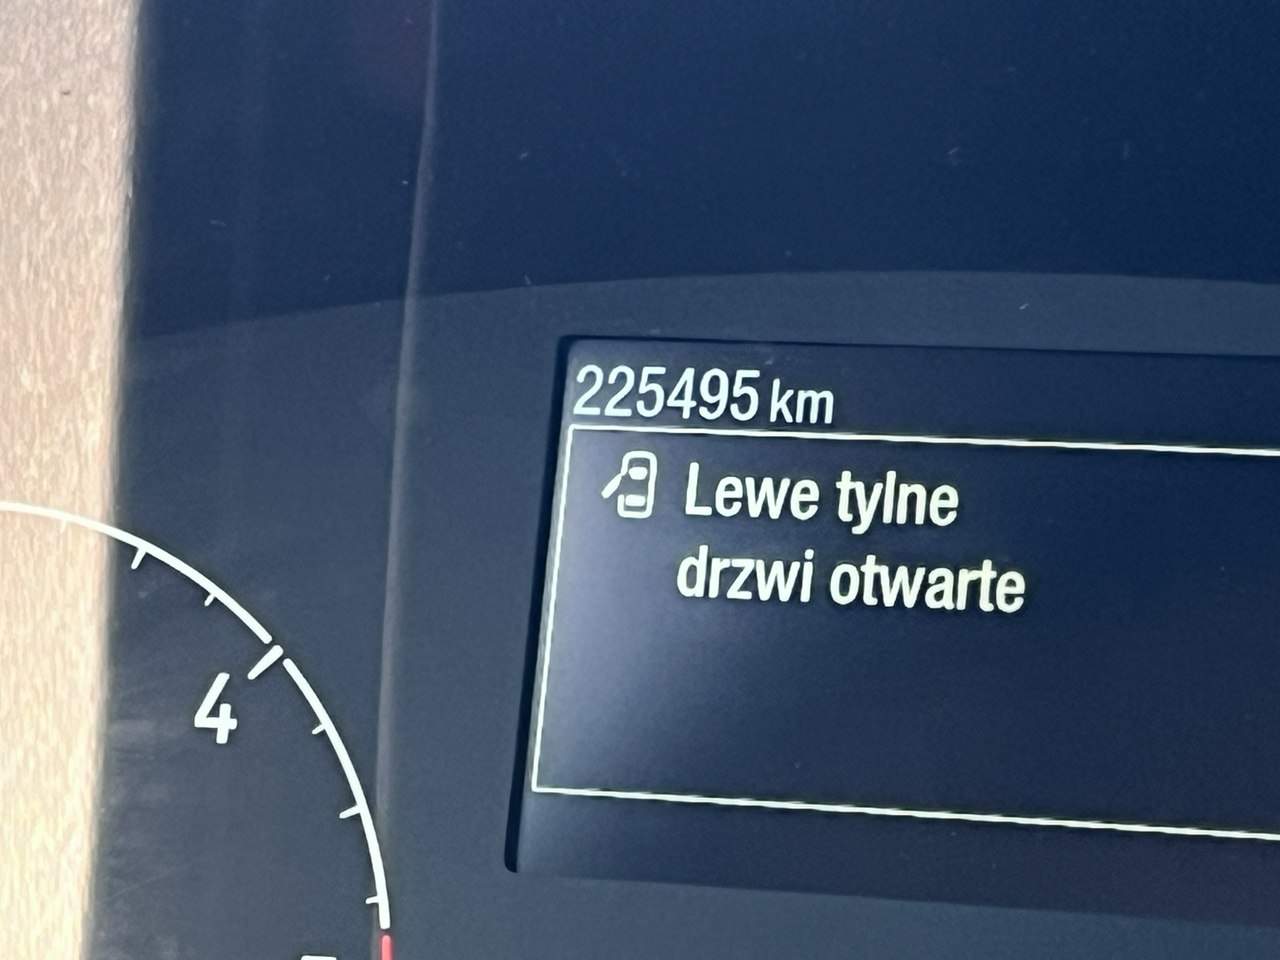 225495 km
Lewe tylne
drzwi otwarte
4